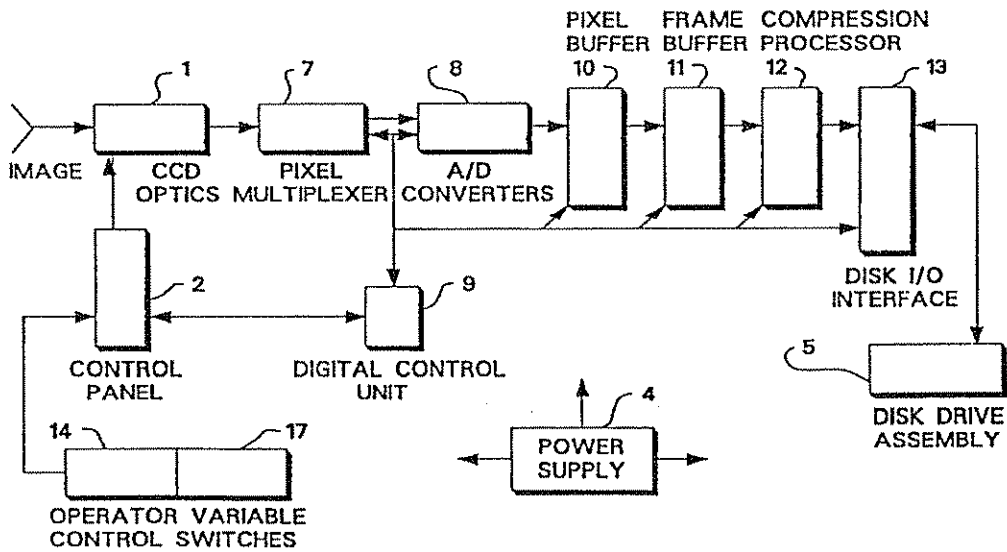 PIXEL BUFFER
FRAME BUFFER
COMPRESSION PROCESSOR
1
7
8
10
11
12
13
IMAGE
CCD OPTICS
PIXEL MULTIPLEXER
A/D CONVERTERS
2
9
DISK I/O
INTERFACE
CONTROL
PANEL
DIGITAL CONTROL
UNIT
5
DISK DRIVE
ASSEMBLY
14
17
4
POWER
SUPPLY
OPERATOR VARIABLE
CONTROL SWITCHES